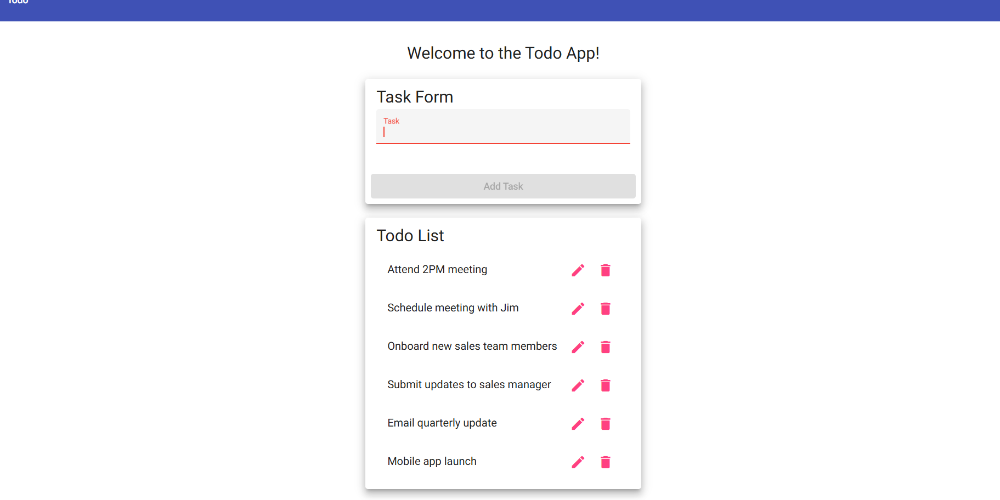 Todo
Welcome to the Todo App!
Task Form
Task
Add Task
Todo List
Attend 2PM meeting
Schedule meeting with Jim
Onboard new sales team members
Submit updates to sales manager
Email quarterly update
Mobile app launch